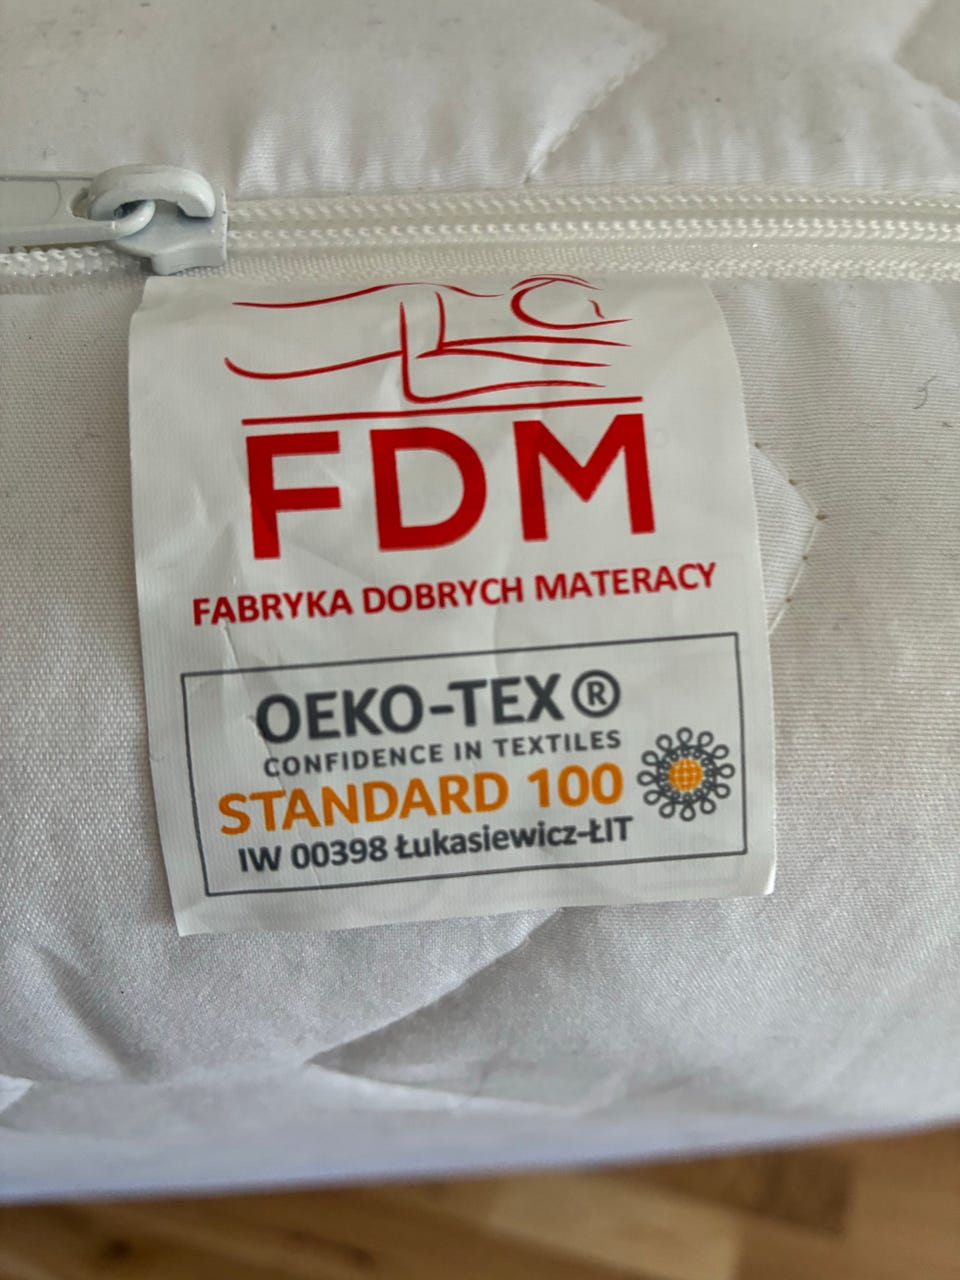 FDM
FABRYKA DOBRYCH MATERACY
OEKO-TEX®
CONFIDENCE IN TEXTILES
STANDARD 100
IW 00398 Łukasiewicz-ŁIT